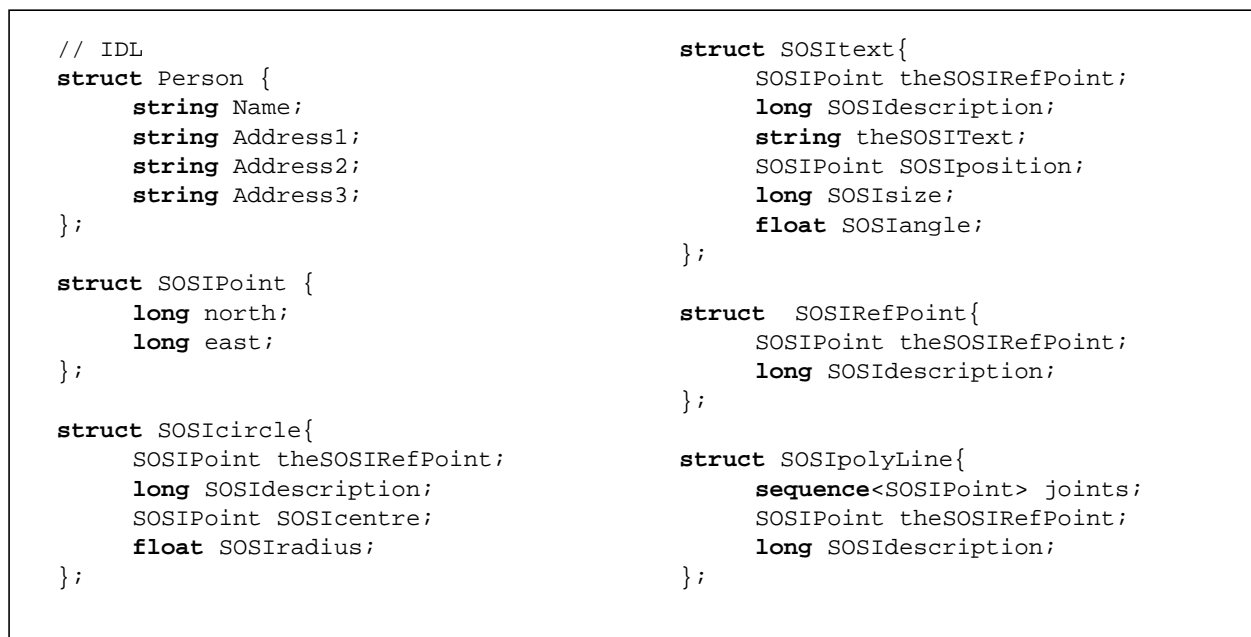 // IDL
struct Person {
string Name;
string Address1;
string Address2;
string Address3;
};
struct SOSIPoint {
long north;
long east;
};
struct SOSIcircle{
SOSIPoint theSOSIRefPoint;
long SOSIdescription;
SOSIPoint SOSIcentre;
float SOSIradius;
};
struct SOSItext{
SOSIPoint theSOSIRefPoint;
long SOSIdescription;
string theSOSIText;
SOSIPoint SOSIposition;
long SOSIsize;
float SOSIangle;
};
struct  SOSIRefPoint{
SOSIPoint theSOSIRefPoint;
long SOSIdescription;
};
struct SOSIpolyLine{
sequence<SOSIPoint> joints;
SOSIPoint theSOSIRefPoint;
long SOSIdescription;
};